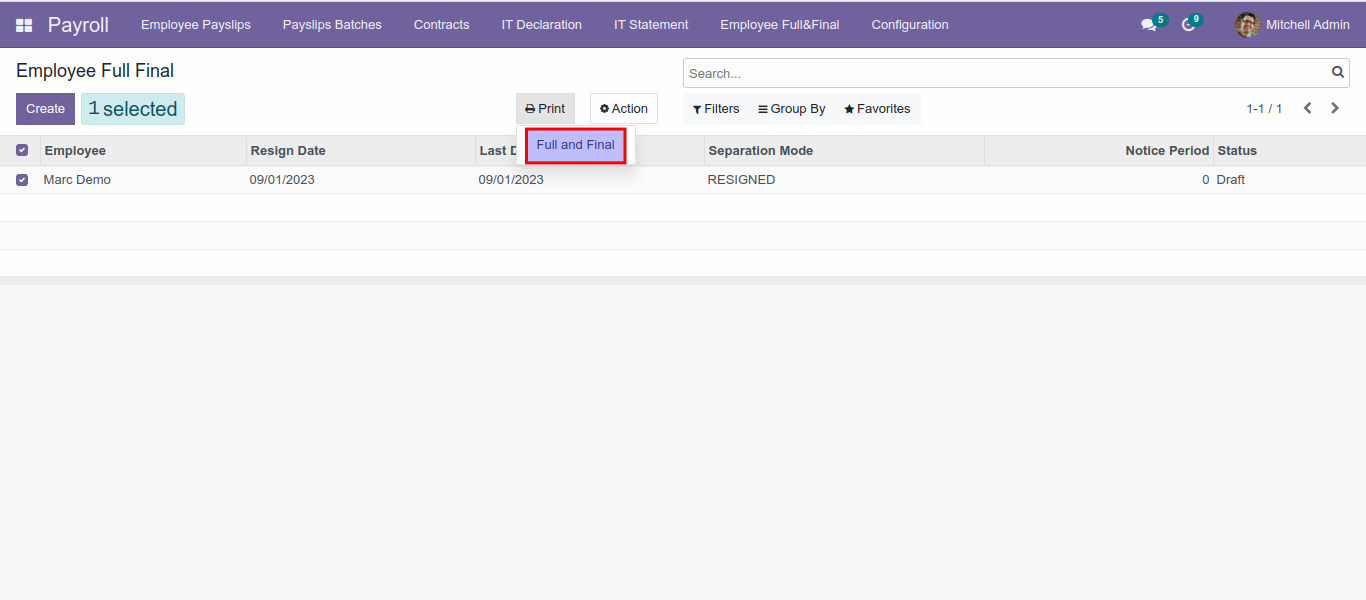 Payroll Employee Payslips Payslips Batches Contracts IT Declaration IT Statement Employee Full&Final Configuration 5 9 Mitchell Admin
Employee Full Final
Search...
Create 1 selected Print Action Filters Group By Favorites 1-1 / 1
Full and Final
Employee Resign Date Last D Separation Mode Notice Period Status
Marc Demo 09/01/2023 09/01/2023 RESIGNED 0 Draft